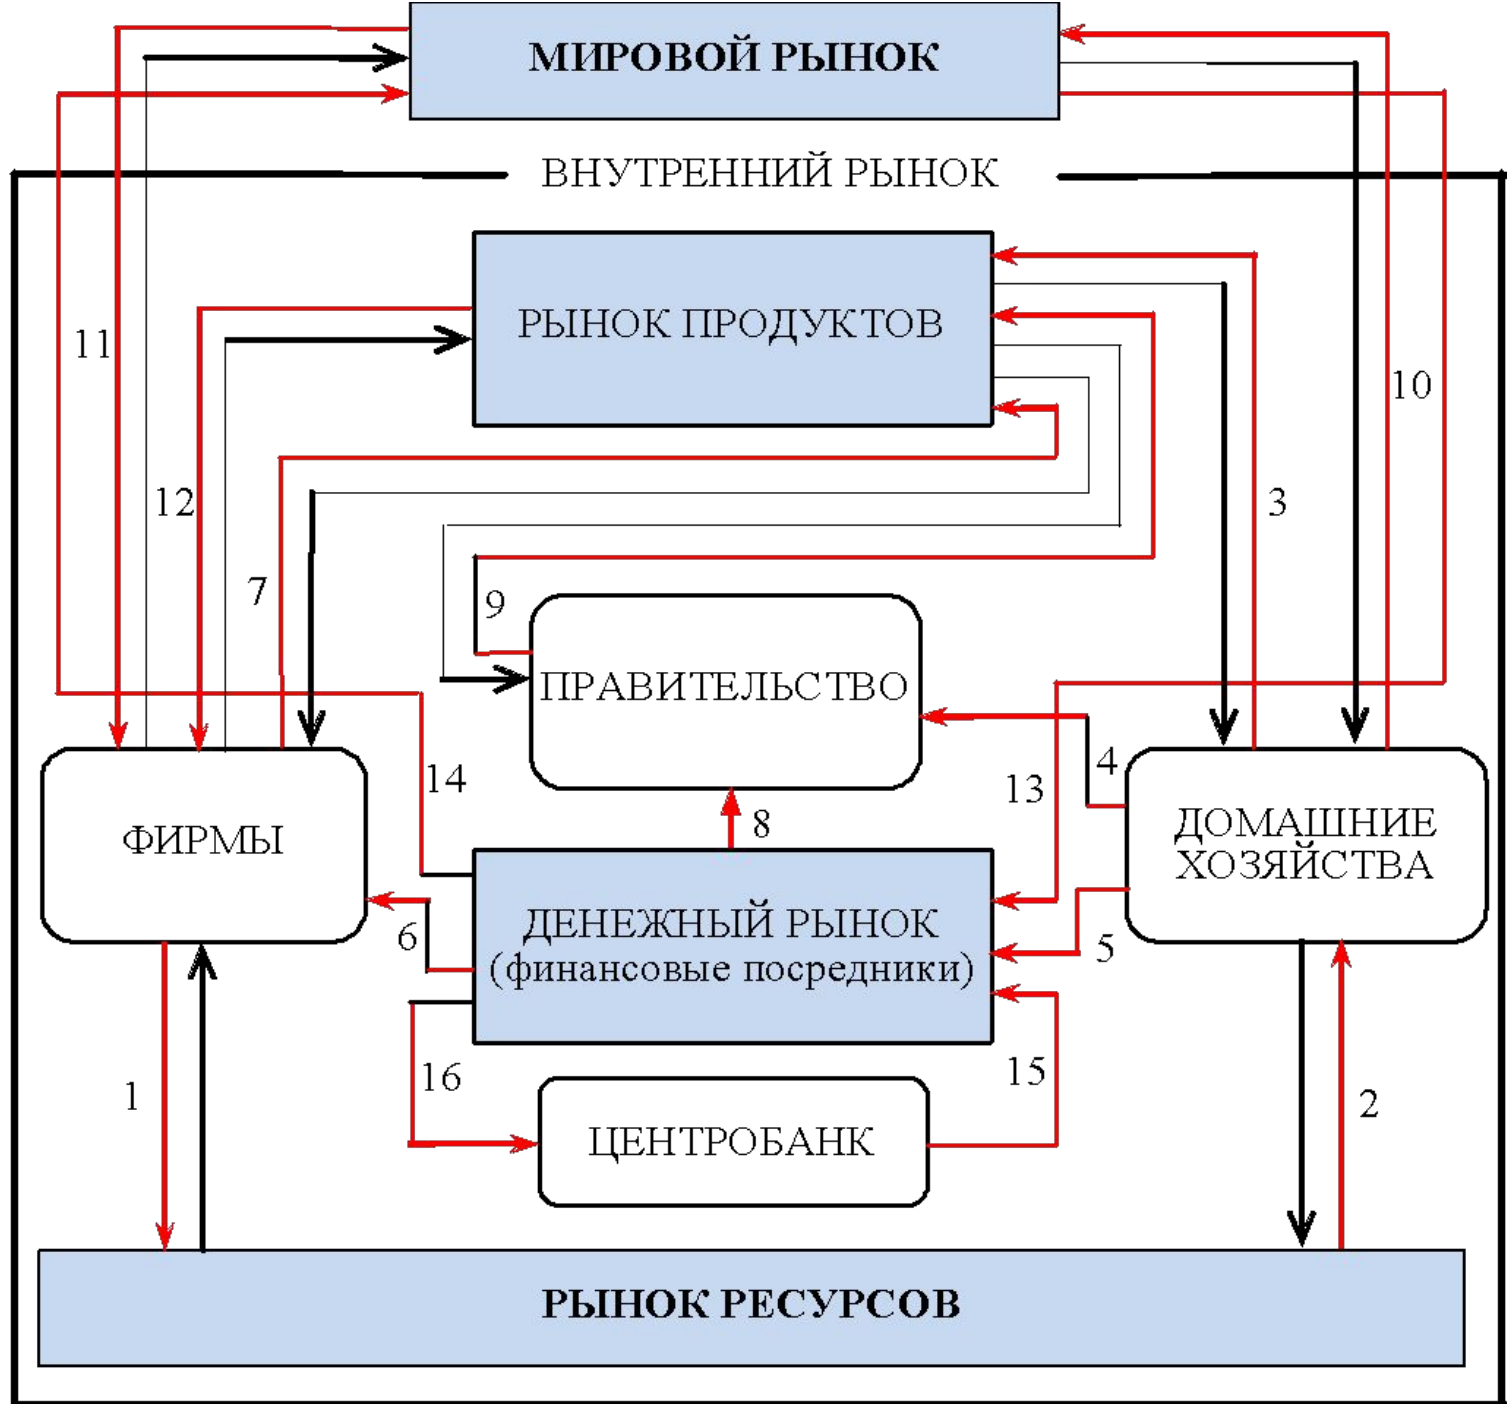 МИРОВОЙ РЫНОК
ВНУТРЕННИЙ РЫНОК
РЫНОК ПРОДУКТОВ
11
10
12
3
7
9
ПРАВИТЕЛЬСТВО
4
14
13
8
ФИРМЫ
ДОМАШНИЕ
ХОЗЯЙСТВА
ДЕНЕЖНЫЙ РЫНОК
(финансовые посредники)
6
5
16
15
1
2
ЦЕНТРОБАНК
РЫНОК РЕСУРСОВ